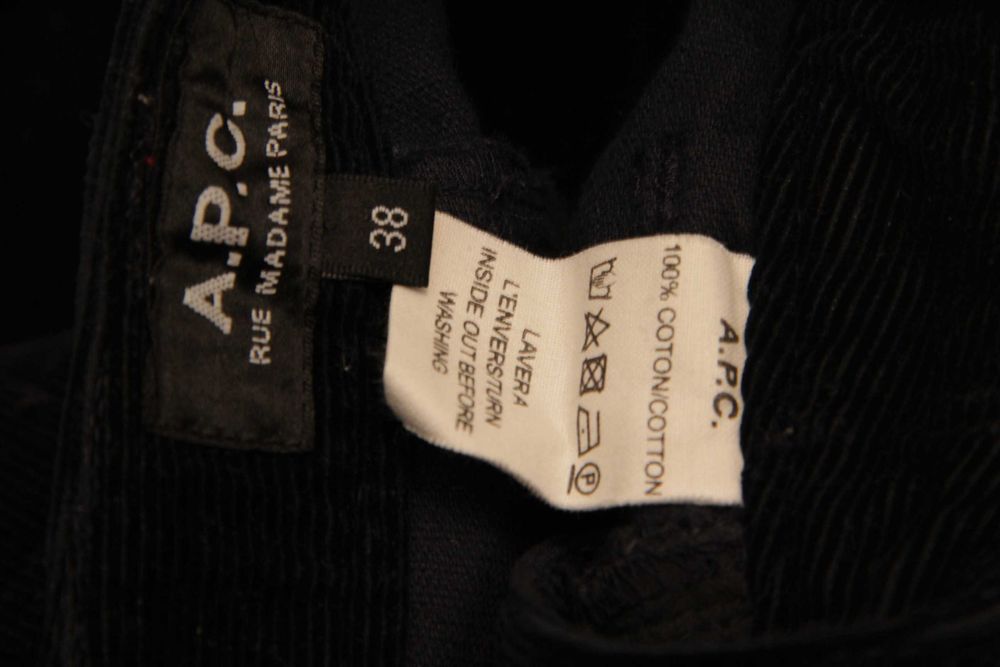 A.P.C.
RUE MADAME PARIS
38
A.P.C.
100% COTON/COTTON
P
LAVER A
L'ENVERS/TURN
INSIDE OUT BEFORE
WASHING